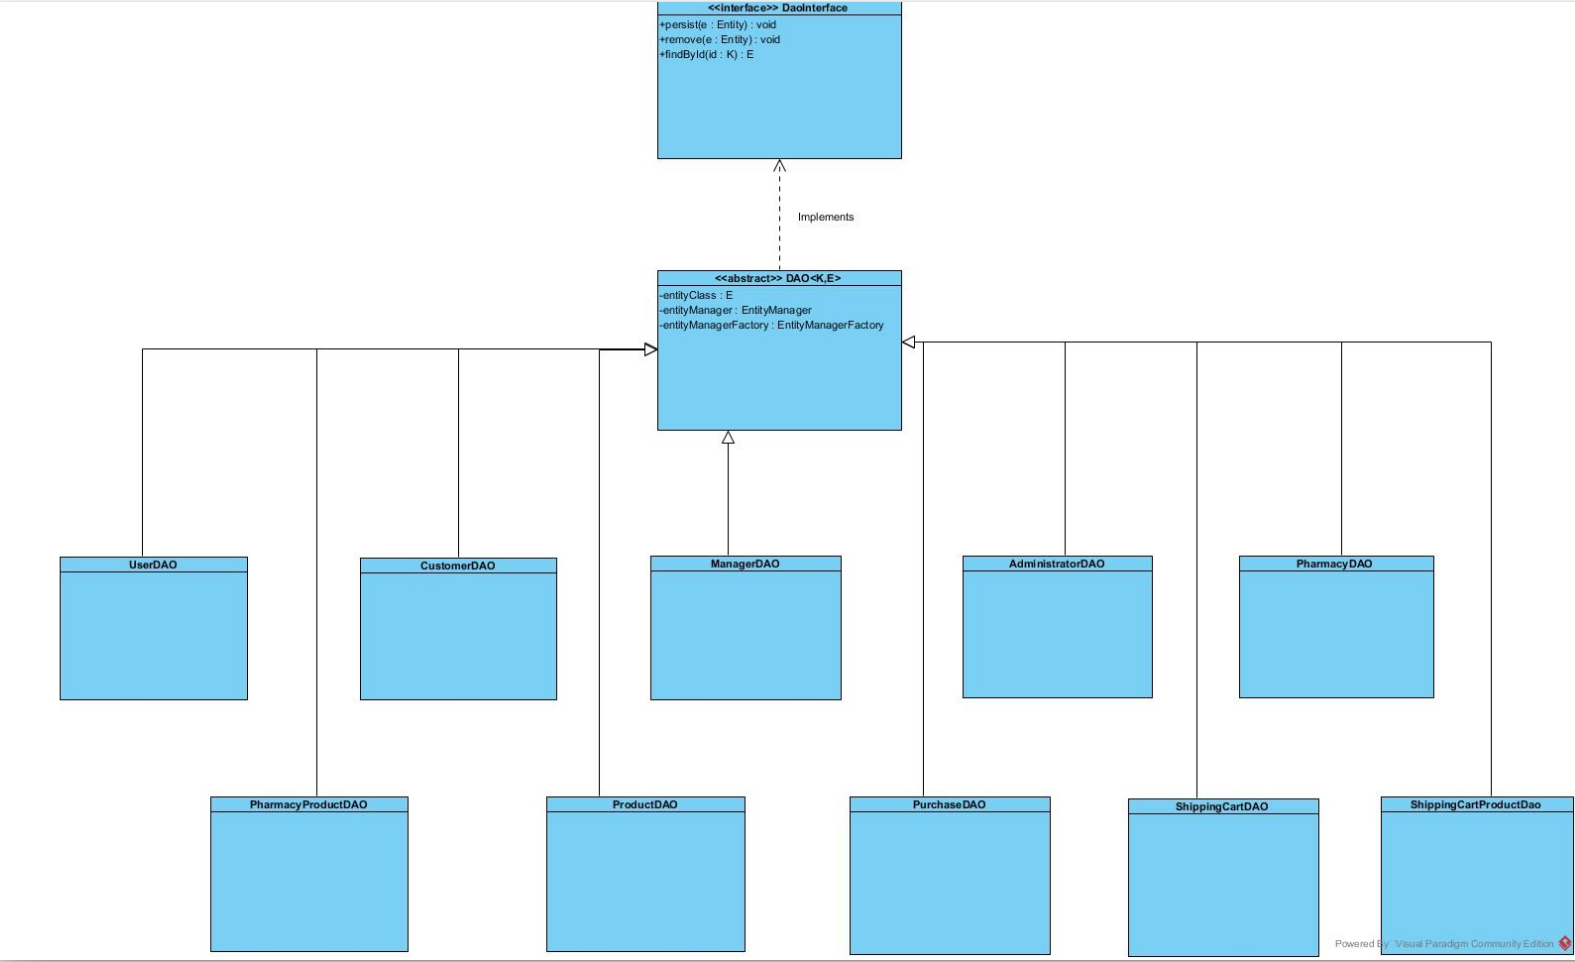 <<interface>> DaoInterface
+persist(e : Entity) : void
+remove(e : Entity) : void
+findById(id : K) : E
Implements
<<abstract>> DAO<K,E>
-entityClass : E
-entityManager : EntityManager
-entityManagerFactory : EntityManagerFactory
UserDAO
CustomerDAO
ManagerDAO
AdministratorDAO
PharmacyDAO
PharmacyProductDAO
ProductDAO
PurchaseDAO
ShippingCartDAO
ShippingCartProductDao
Powered By Visual Paradigm Community Edition